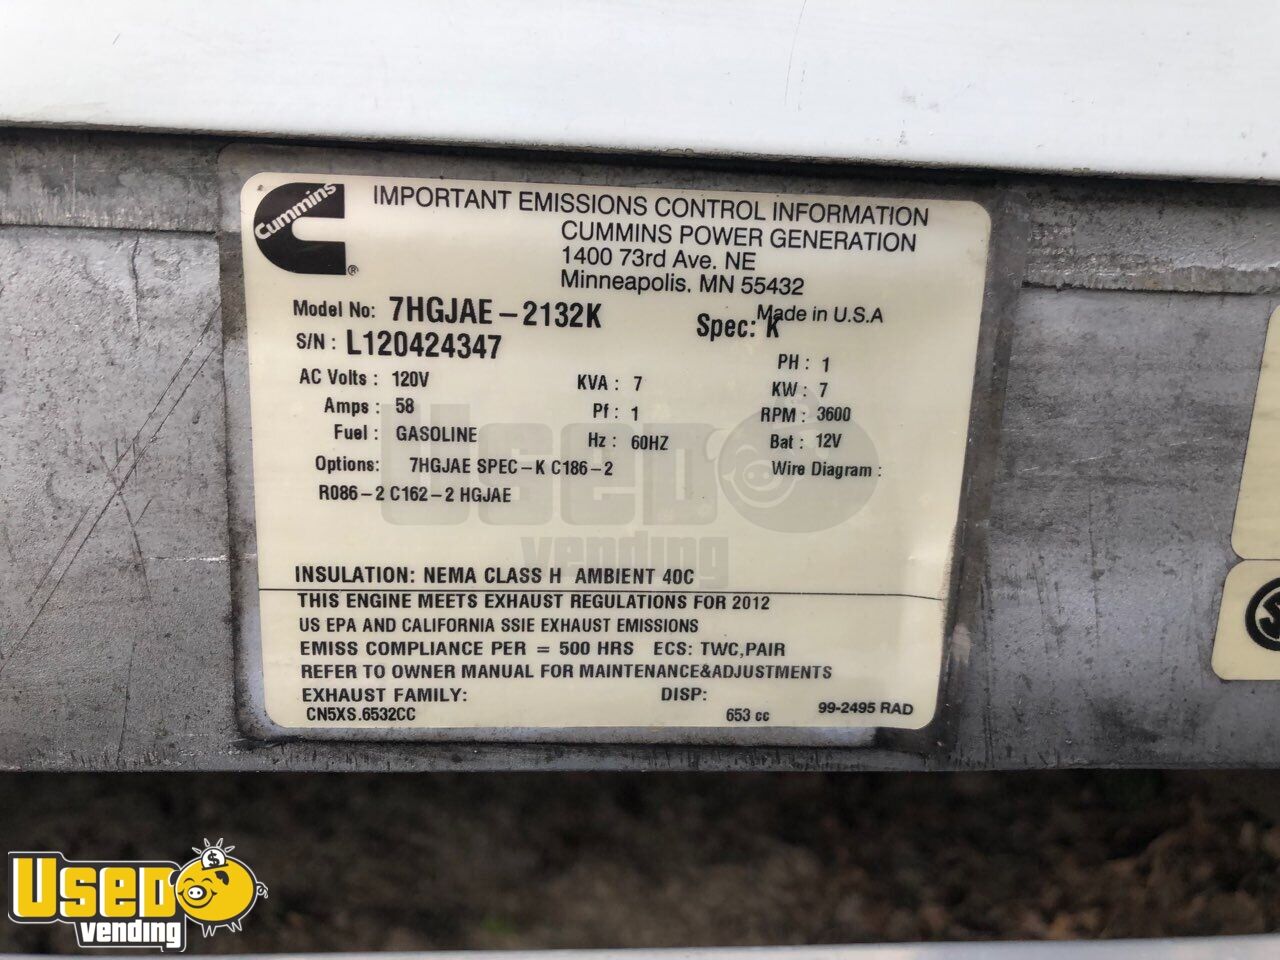 Cummins ®
IMPORTANT EMISSIONS CONTROL INFORMATION
CUMMINS POWER GENERATION
1400 73rd Ave. NE
Minneapolis, MN 55432
Model No: 7HGJAE-2132K
Made in U.S.A
Spec: K
S/N : L120424347
PH : 1
AC Volts : 120V KVA : 7 KW : 7
Amps : 58 Pf : 1 RPM : 3600
Fuel : GASOLINE Hz : 60HZ Bat : 12V
Options: 7HGJAE SPEC-K C186-2 Wire Diagram :
R086-2 C162-2 HGJAE
USED
vending
INSULATION: NEMA CLASS H AMBIENT 40C
THIS ENGINE MEETS EXHAUST REGULATIONS FOR 2012
US EPA AND CALIFORNIA SSIE EXHAUST EMISSIONS
EMISS COMPLIANCE PER = 500 HRS ECS: TWC,PAIR
REFER TO OWNER MANUAL FOR MAINTENANCE&ADJUSTMENTS
EXHAUST FAMILY: DISP:
CN5XS.6532CC 653 cc 99-2495 RAD
USED
vending